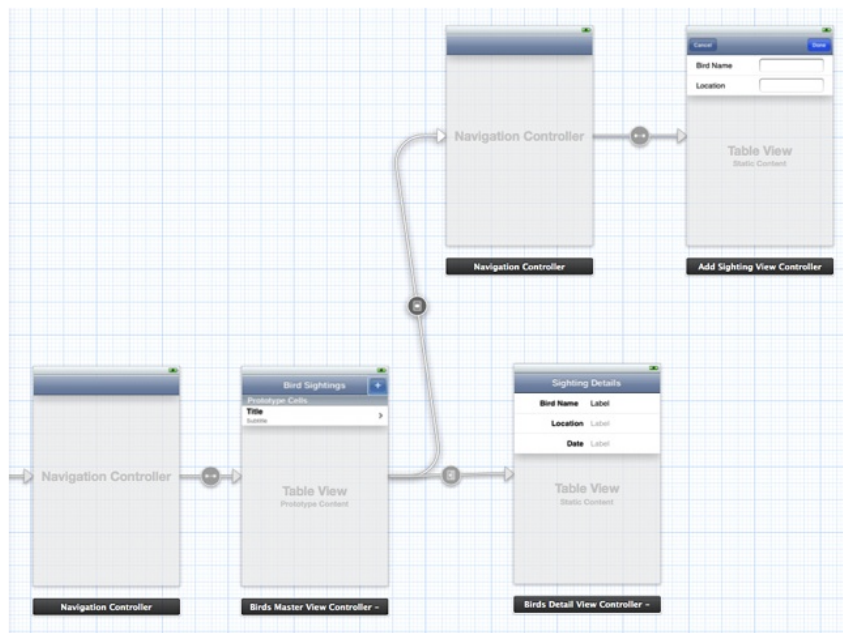 Cancel
Done
Bird Name
Location
Navigation Controller
Table View
Static Content
Navigation Controller
Add Sighting View Controller
Bird Sightings
+
Prototype Cells
Title
Subtitle
Navigation Controller
Table View
Prototype Content
Sighting Details
Bird Name Label
Location Label
Date Label
Table View
Static Content
Navigation Controller
Birds Master View Controller –
Birds Detail View Controller –